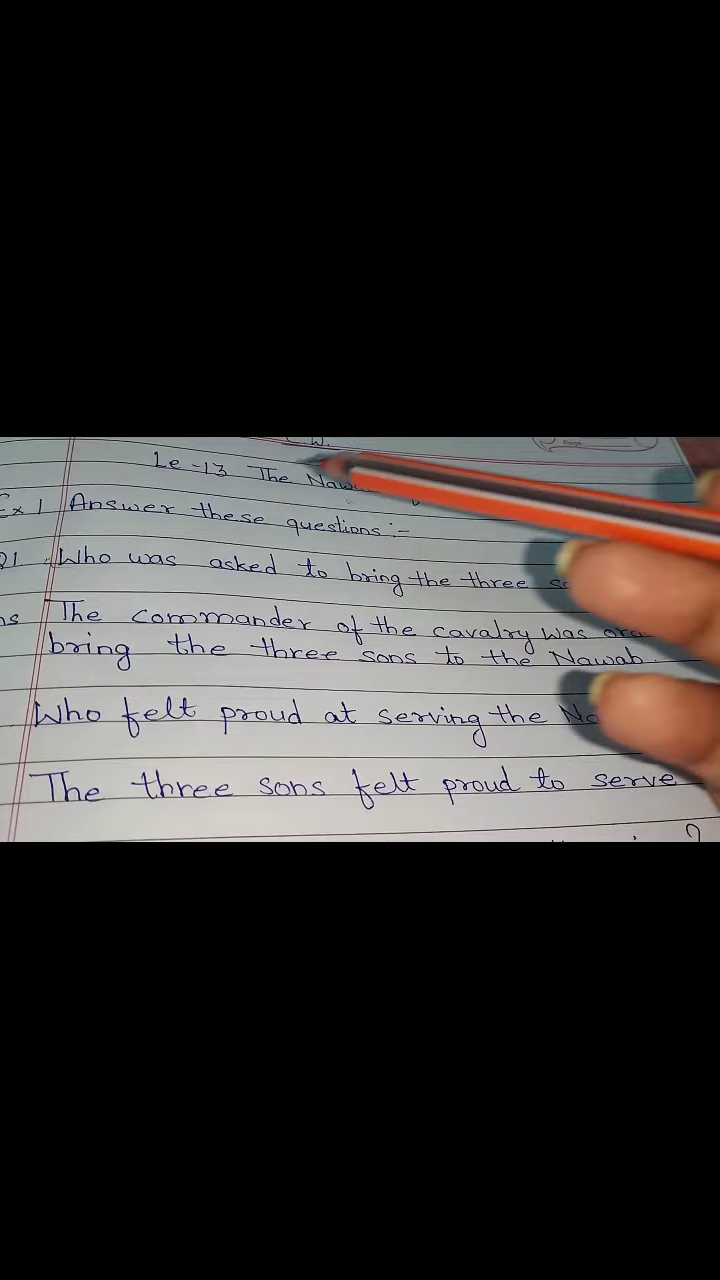 C.W.
Le-13 The
Ex 1 Answer these questions:-
Q1. Who was asked to bring the three
The commander of the cavalry was
bring the three sons to the Nawab.
Who felt proud at serving the
The three sons felt proud to serve
?